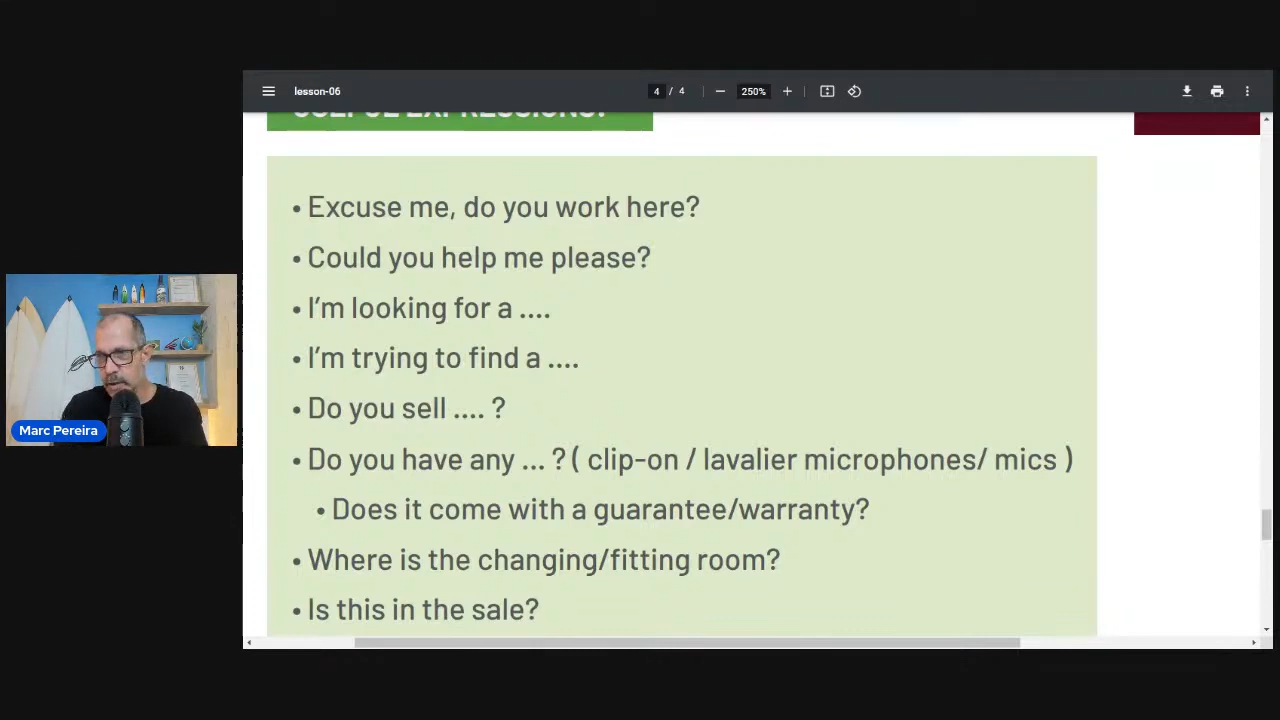 lesson-06
4 / 4
250%
USEFUL EXPRESSIONS:
• Excuse me, do you work here?
• Could you help me please?
• I'm looking for a ....
• I'm trying to find a ....
• Do you sell .... ?
• Do you have any ... ? ( clip-on / lavalier microphones/ mics )
• Does it come with a guarantee/warranty?
• Where is the changing/fitting room?
• Is this in the sale?
Marc Pereira